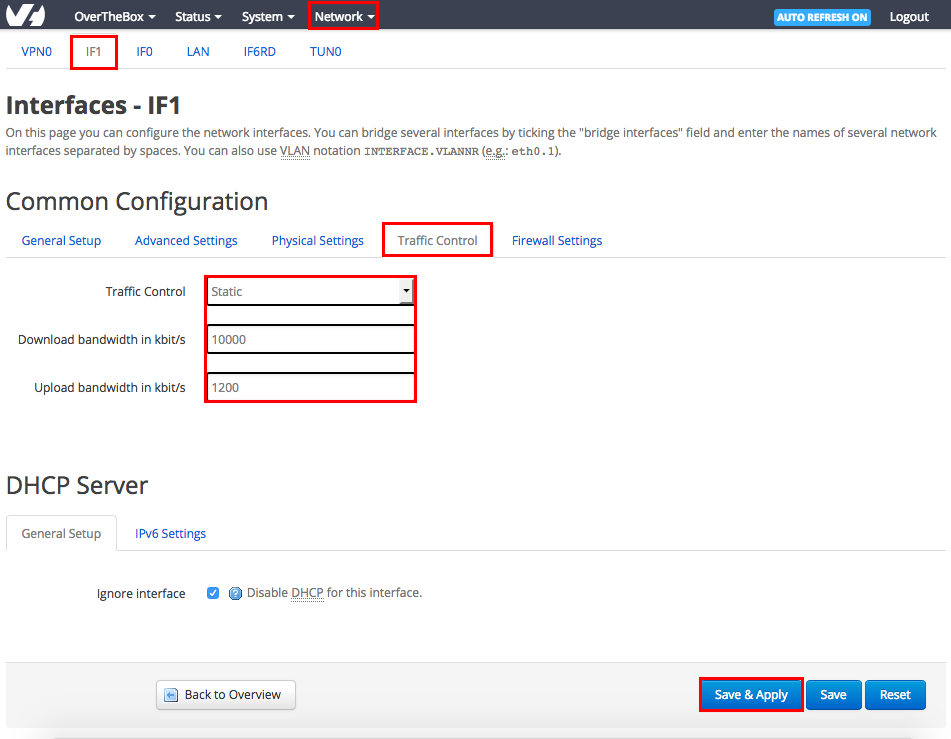 OverTheBox Status System Network AUTO REFRESH ON Logout
VPN0 IF1 IF0 LAN IF6RD TUN0
Interfaces - IF1
On this page you can configure the network interfaces. You can bridge several interfaces by ticking the "bridge interfaces" field and enter the names of several network
interfaces separated by spaces. You can also use VLAN notation INTERFACE.VLANNR (e.g.: eth0.1).
Common Configuration
General Setup Advanced Settings Physical Settings Traffic Control Firewall Settings
Traffic Control Static
Download bandwidth in kbit/s 10000
Upload bandwidth in kbit/s 1200
DHCP Server
General Setup IPv6 Settings
Ignore interface Disable DHCP for this interface.
Back to Overview Save & Apply Save Reset